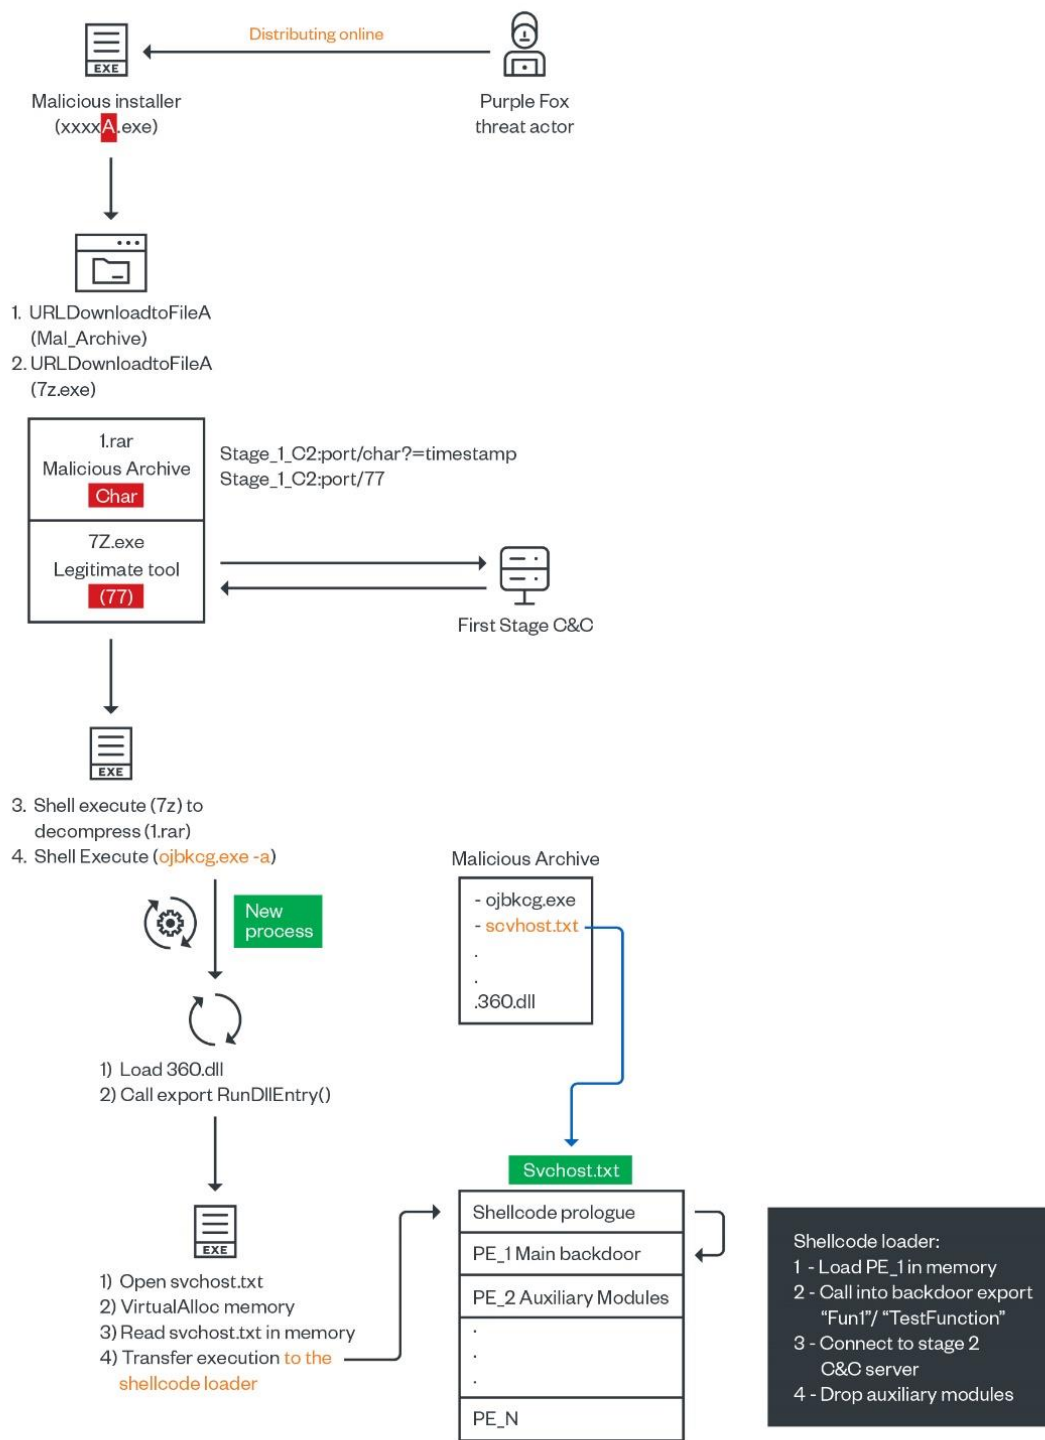 Distributing online
EXE
Malicious installer
(xxxxA.exe)
Purple Fox
threat actor
1. URLDownloadtoFileA
(Mal_Archive)
2. URLDownloadtoFileA
(7z.exe)
1.rar
Malicious Archive
Char
Stage_1_C2:port/char?=timestamp
Stage_1_C2:port/77
7Z.exe
Legitimate tool
(77)
First Stage C&C
EXE
3. Shell execute (7z) to
decompress (1.rar)
4. Shell Execute (ojbkcg.exe -a)
New
process
Malicious Archive
- ojbkcg.exe
- scvhost.txt
.
.
.360.dll
1) Load 360.dll
2) Call export RunDllEntry()
EXE
1) Open svchost.txt
2) VirtualAlloc memory
3) Read svchost.txt in memory
4) Transfer execution to the
shellcode loader
Svchost.txt
Shellcode prologue
PE_1 Main backdoor
PE_2 Auxiliary Modules
.
.
.
PE_N
Shellcode loader:
1 - Load PE_1 in memory
2 - Call into backdoor export
"Fun1"/ "TestFunction"
3 - Connect to stage 2
C&C server
4 - Drop auxiliary modules